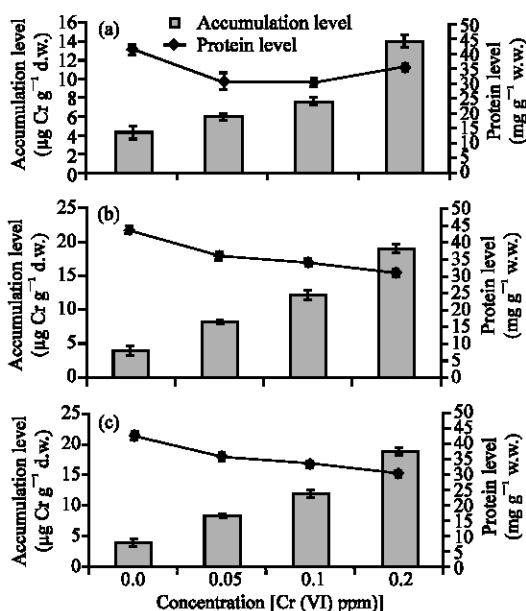 (a)
Accumulation level
Protein level
Accumulation level
(µg Cr g⁻¹ d.w.)
16
14
12
10
8
6
4
2
0
50
45
40
35
30
25
20
15
10
5
0
Protein level
(mg g⁻¹ w.w.)
(b)
Accumulation level
(µg Cr g⁻¹ d.w.)
25
20
15
10
5
0
50
45
40
35
30
25
20
15
10
5
0
Protein level
(mg g⁻¹ w.w.)
(c)
Accumulation level
(µg Cr g⁻¹ d.w.)
25
20
15
10
5
0
50
45
40
35
30
25
20
15
10
5
0
Protein level
(mg g⁻¹ w.w.)
0.0 0.05 0.1 0.2
Concentration [Cr (VI) ppm)]